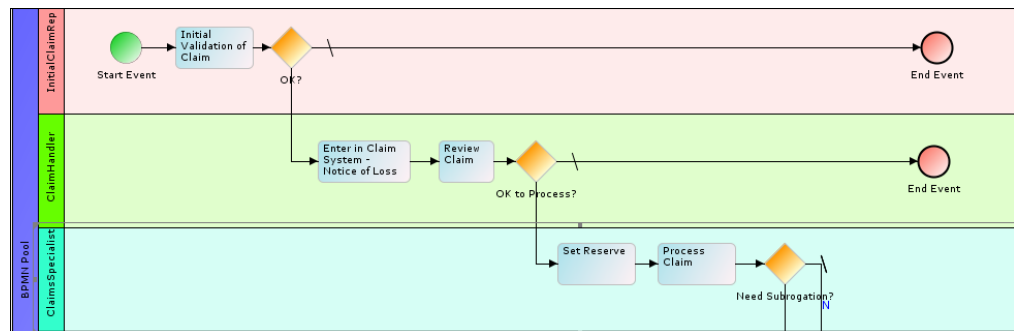 BPMN Pool
InitialClaimRep
Start Event
Initial
Validation of
Claim
OK?
End Event
ClaimHandler
Enter in Claim
System -
Notice of Loss
Review
Claim
OK to Process?
End Event
ClaimsSpecialist
Set Reserve
Process
Claim
Need Subrogation?
N